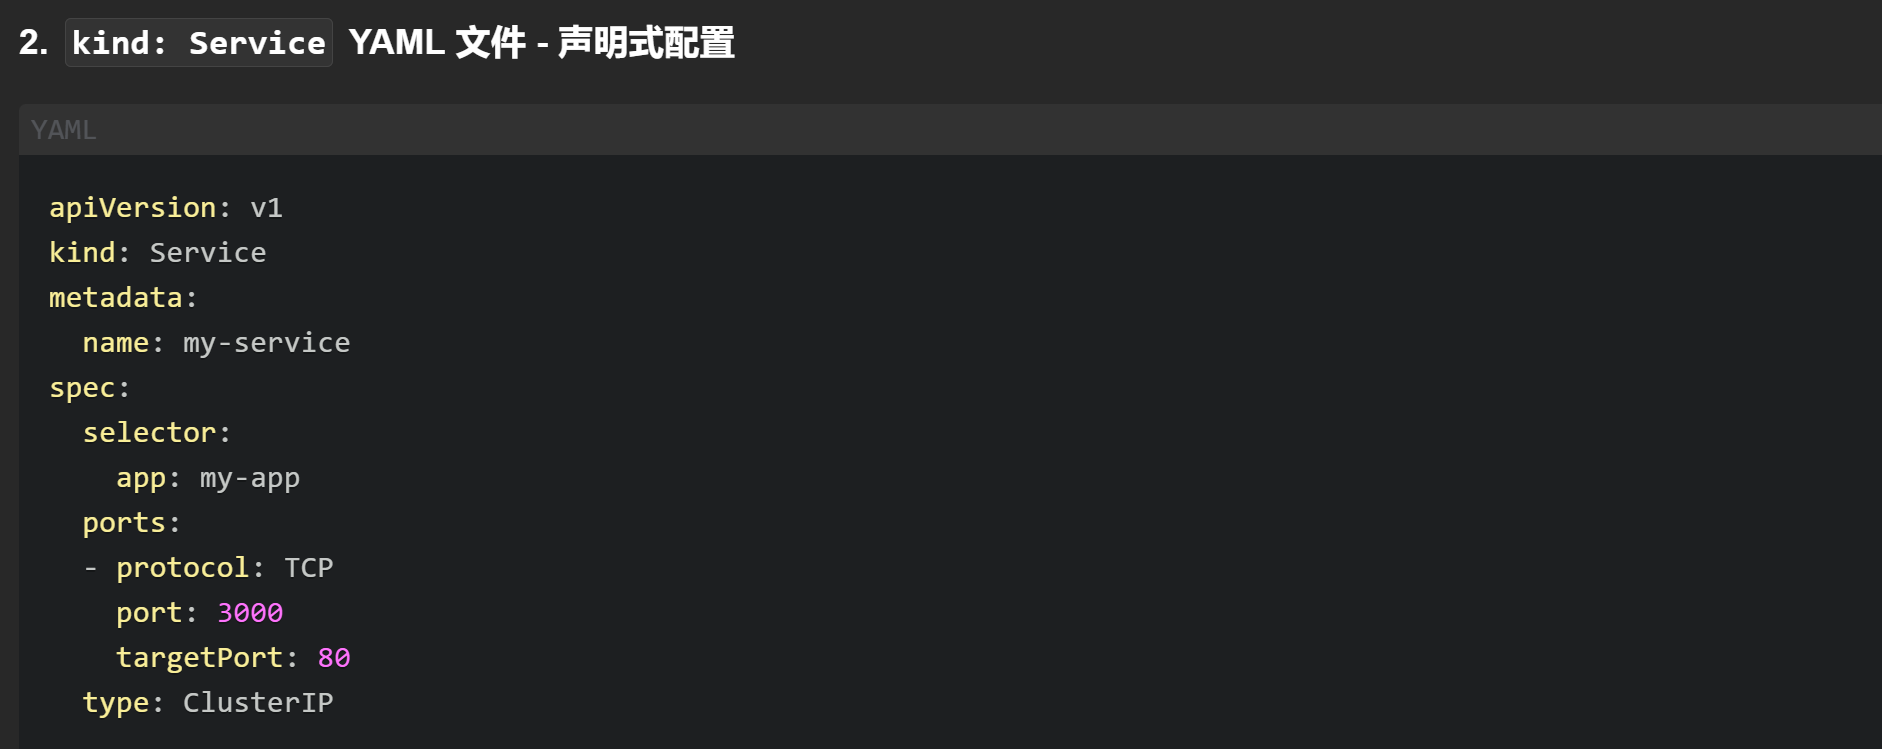 2. kind: Service YAML 文件 - 声明式配置
YAML
apiVersion: v1
kind: Service
metadata:
  name: my-service
spec:
  selector:
    app: my-app
  ports:
  - protocol: TCP
    port: 3000
    targetPort: 80
  type: ClusterIP